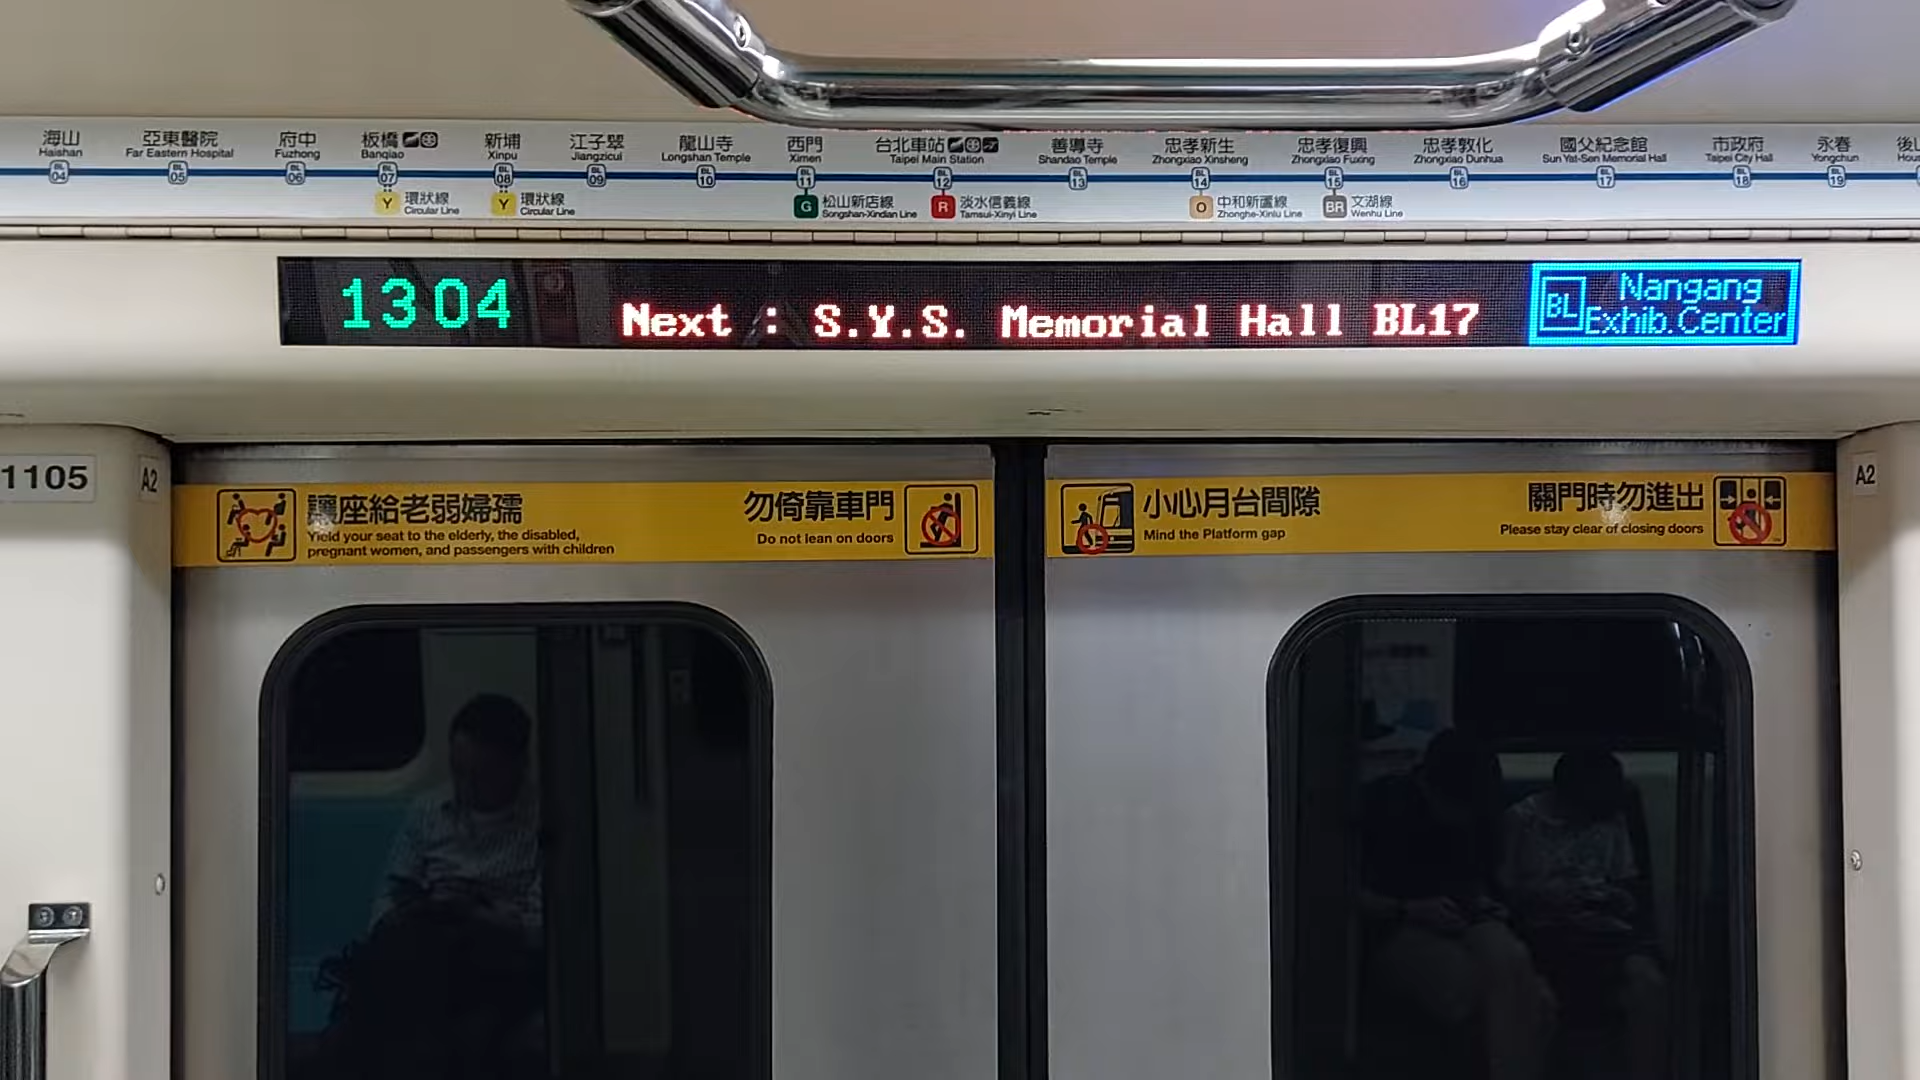 海山 亞東醫院 府中 板橋 新埔 江子翠 龍山寺 西門 台北車站 善導寺 忠孝新生 忠孝復興 忠孝敦化 國父紀念館 市政府 永春
Haishan Far Eastern Hospital Fuzhong Banqiao Xinpu Jiangzicui Longshan Temple Ximen Taipei Main Station Shandao Temple Zhongxiao Xinsheng Zhongxiao Fuxing Zhongxiao Dunhua Sun Yat-Sen Memorial Hall Taipei City Hall Yongchun
BL BL BL BL BL BL BL BL BL BL BL BL BL BL BL BL
04 05 06 07 08 09 10 11 12 13 14 15 16 17 18 19
Y 環狀線 Y 環狀線 G 松山新店線 R 淡水信義線 O 中和新蘆線 BR 文湖線
Circular Line Circular Line Songshan-Xindian Line Tamsui-Xinyi Line Zhonghe-Xinlu Line Wenhu Line
1304 Next : S.Y.S. Memorial Hall BL17
BL Nangang
Exhib.Center
1105 A2 A2
讓座給老弱婦孺
Yield your seat to the elderly, the disabled,
pregnant women, and passengers with children
勿倚靠車門
Do not lean on doors
小心月台間隙
Mind the Platform gap
關門時勿進出
Please stay clear of closing doors